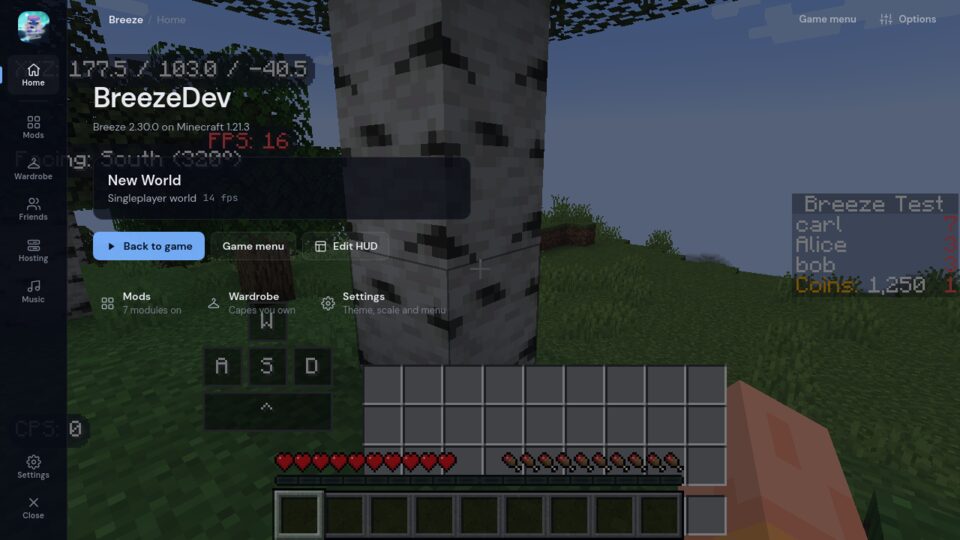 Breeze / Home
Game menu
Options
Home
177.5 / 103.0 / -40.5
BreezeDev
Breeze 2.30.0 on Minecraft 1.21.3
FPS: 16
Mods
Facing: South (320°)
New World
Singleplayer world 14 fps
Wardrobe
Friends
Breeze Test
carl
Alice
bob
Coins: 1,250
Back to game
Game menu
Edit HUD
Hosting
Music
Mods
7 modules on
Wardrobe
Capes you own
Settings
Theme, scale and menu
W
A S D
^
CPS: 0
Settings
Close